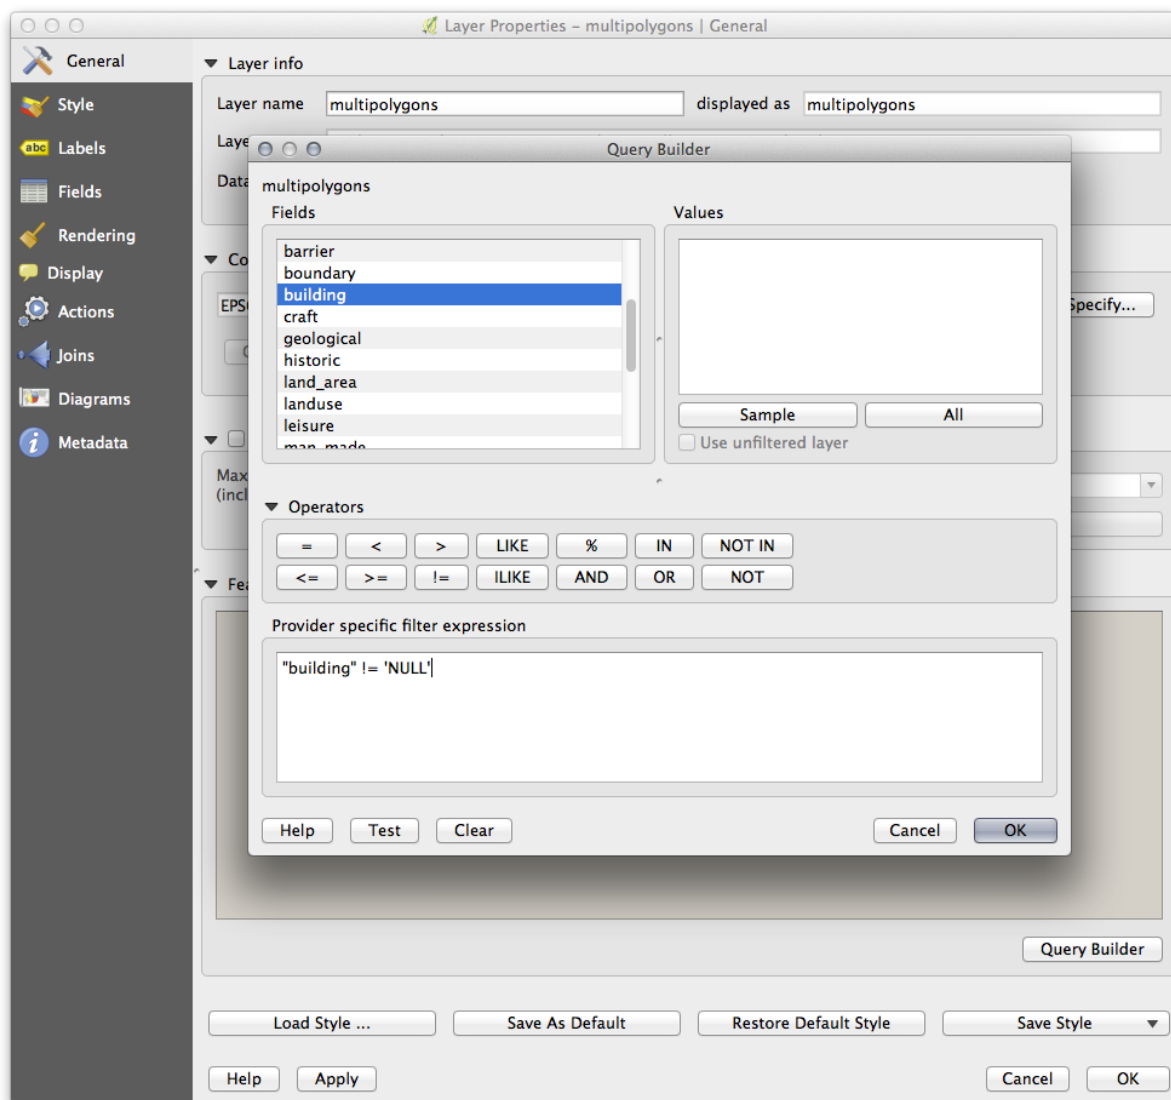 Layer Properties – multipolygons | General
General
Style
Labels
Fields
Rendering
Display
Actions
Joins
Diagrams
Metadata
Layer info
Layer name multipolygons displayed as multipolygons
Query Builder
multipolygons
Fields
barrier
boundary
building
craft
geological
historic
land_area
landuse
leisure
man_made
Values
Sample All
Use unfiltered layer
Specify...
Operators
= < > LIKE % IN NOT IN
<= >= != ILIKE AND OR NOT
Provider specific filter expression
"building" != 'NULL'
Help Test Clear Cancel OK
Query Builder
Load Style ... Save As Default Restore Default Style Save Style
Help Apply Cancel OK